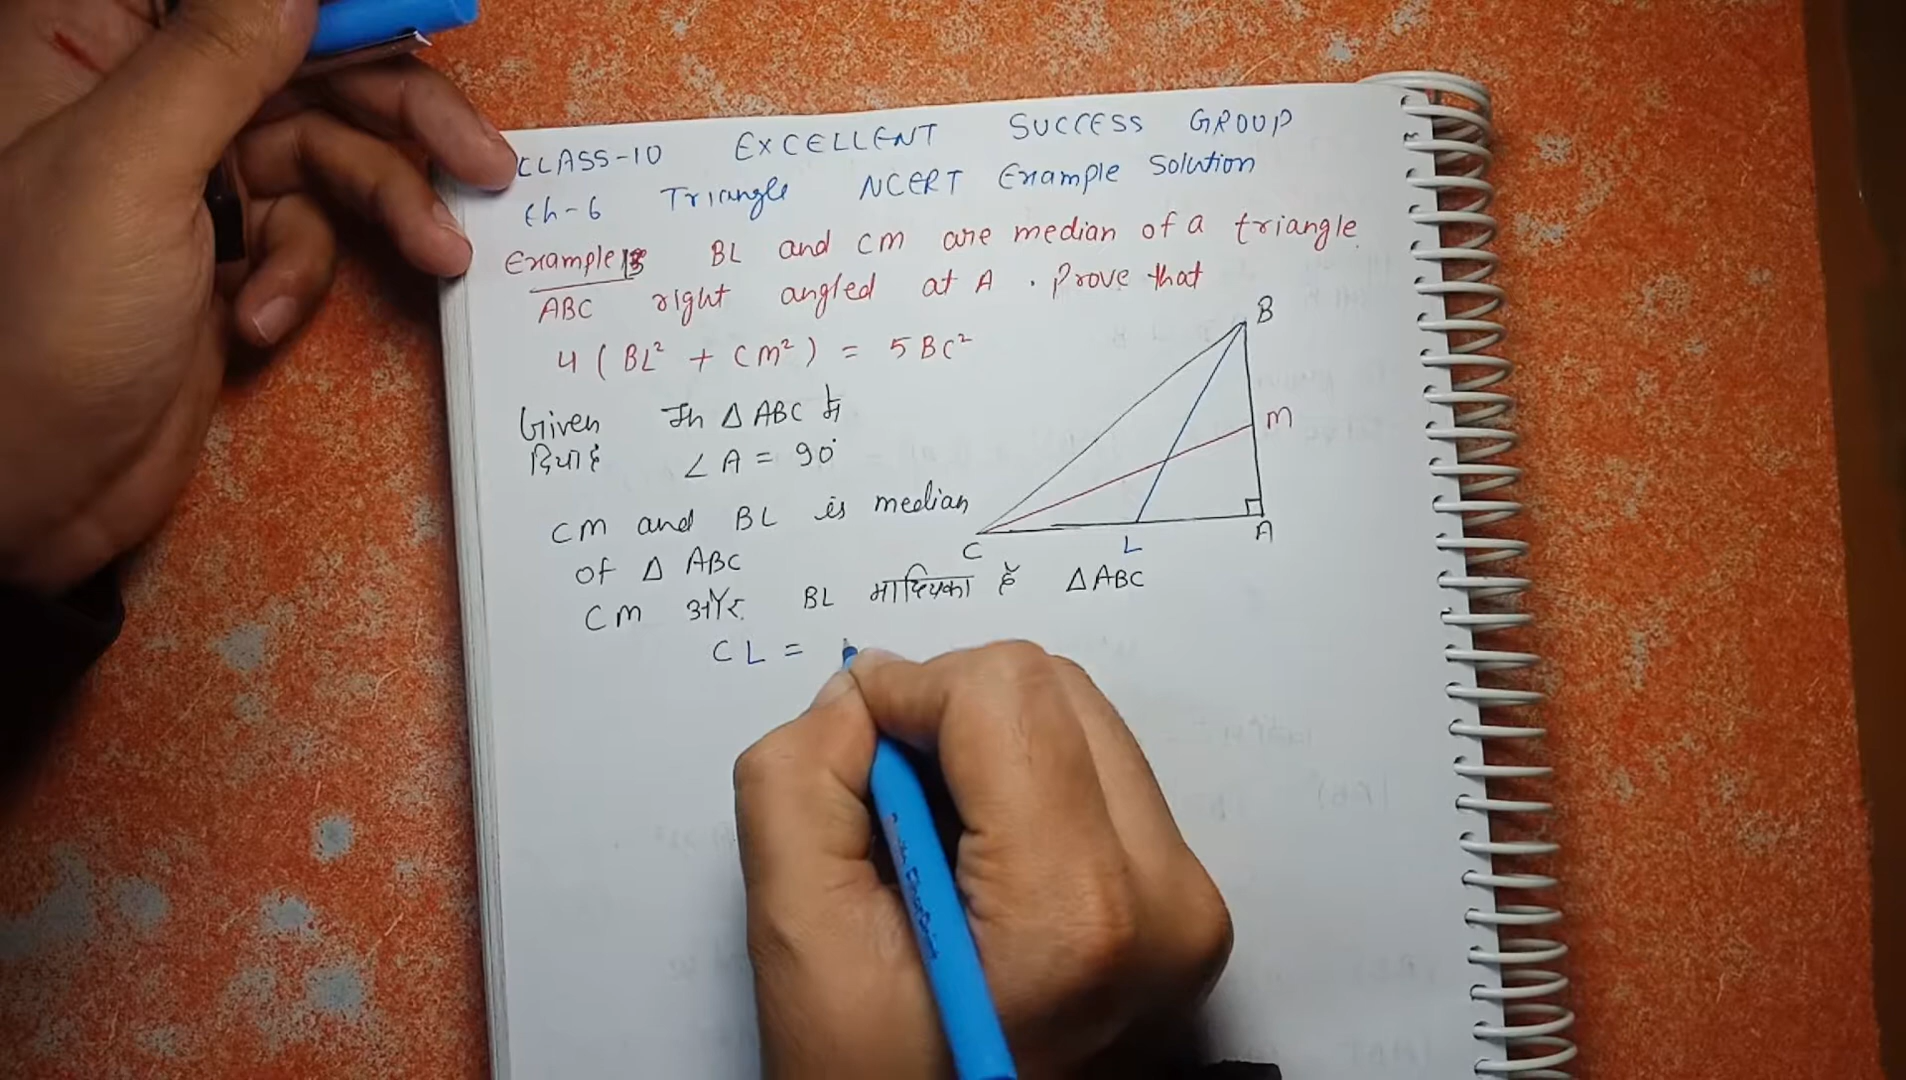 CLASS-10 EXCELLENT SUCCESS GROUP
Ch-6 Triangle NCERT Example Solution
Example 13 BL and CM are median of a triangle
ABC right angled at A. Prove that
4 ( BL² + CM² ) = 5 BC²
Given In △ ABC में
दिया है ∠A = 90°
CM and BL is median
of △ ABC
CM और BL माध्यिका है △ABC
CL =
B
M
A
L
C